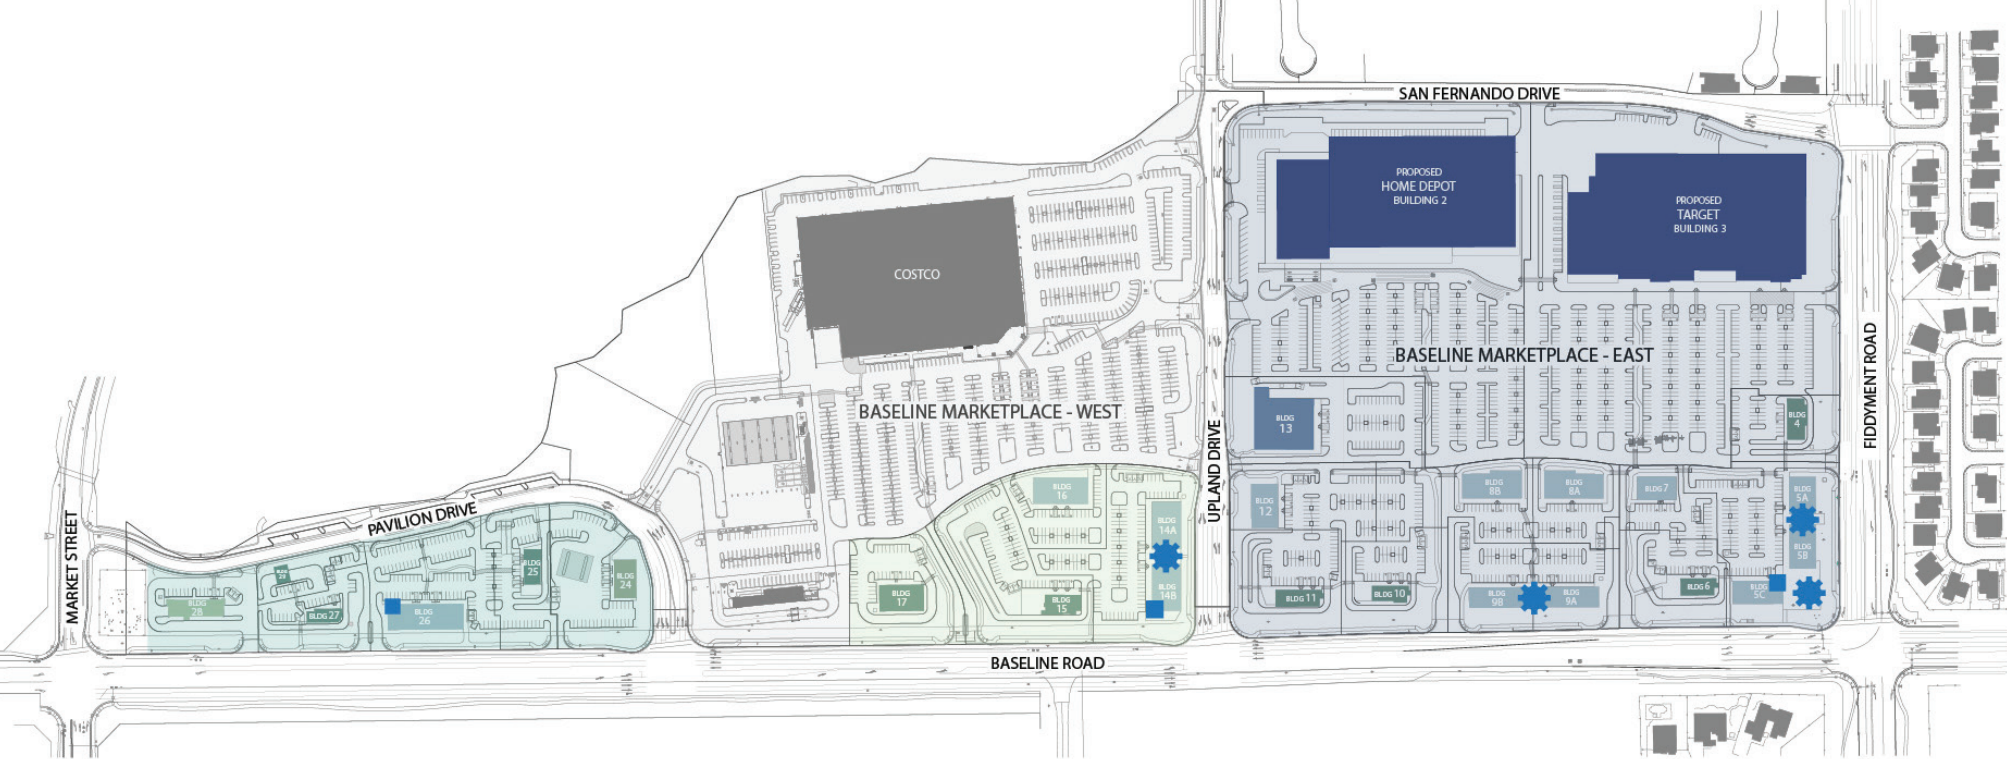 SAN FERNANDO DRIVE
PROPOSED
HOME DEPOT
BUILDING 2
PROPOSED
TARGET
BUILDING 3
COSTCO
BASELINE MARKETPLACE - EAST
FIDDYMENT ROAD
BASELINE MARKETPLACE - WEST
UPLAND DRIVE
BLDG
13
BLDG
4
BLDG
16
BLDG
12
BLDG
8B
BLDG
8A
BLDG 7
BLDG
5A
PAVILION DRIVE
MARKET STREET
BLDG
14A
BLDG
5B
BLDG
25
BLDG
24
BLDG
28
BLDG 27
BLDG
26
BLDG
17
BLDG
15
BLDG
14B
BLDG 11
BLDG 10
BLDG
9B
BLDG
9A
BLDG 6
BLDG
5C
BASELINE ROAD